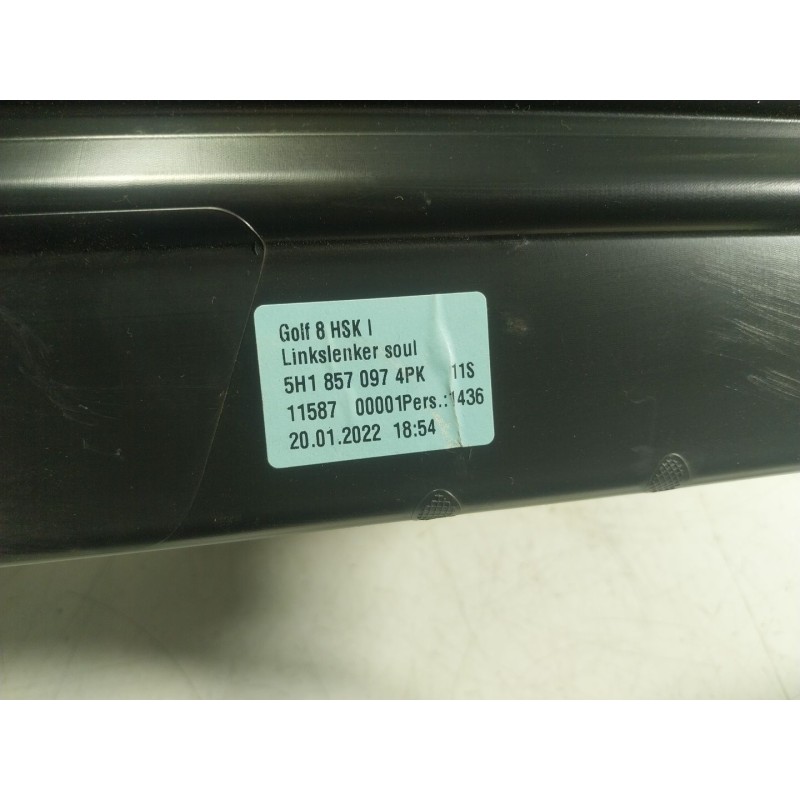 Golf 8 HSK I
Linkslenker soul
5H1 857 097 4PK 11S
11587 00001Pers.:1436
20.01.2022 18:54